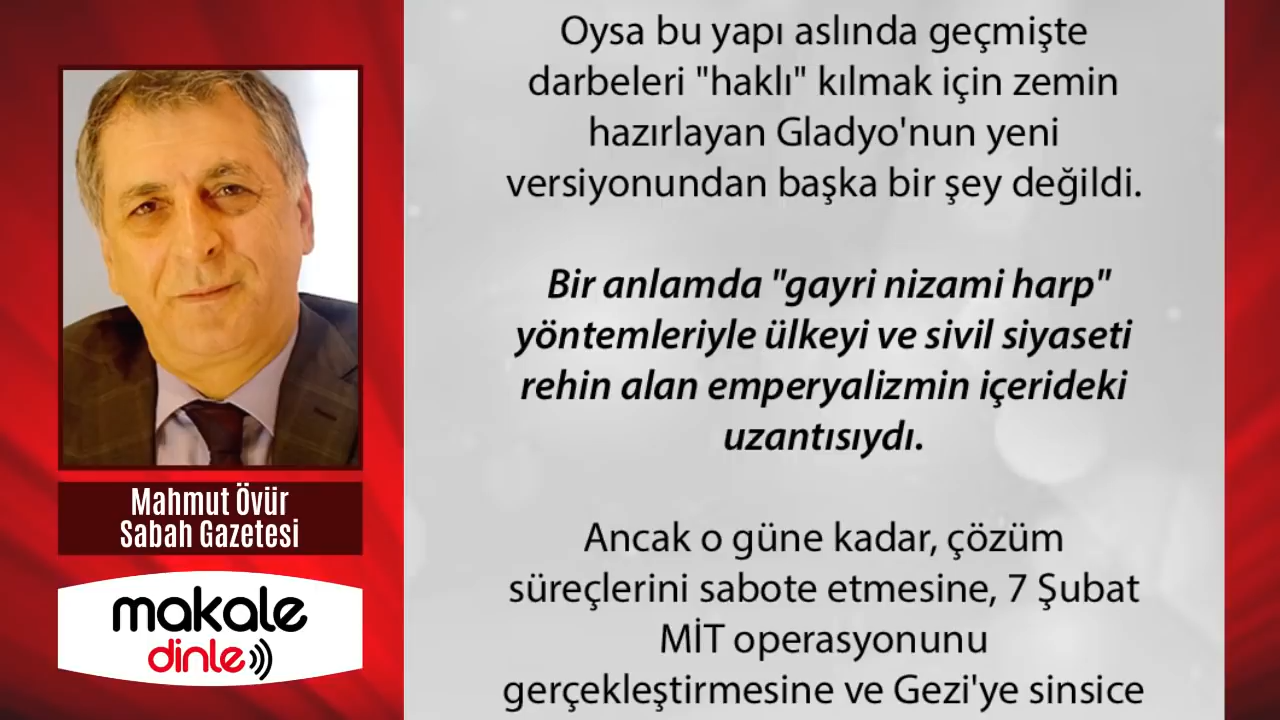 Oysa bu yapı aslında geçmişte
darbeleri "haklı" kılmak için zemin
hazırlayan Gladyo'nun yeni
versiyonundan başka bir şey değildi.
Bir anlamda "gayri nizami harp"
yöntemleriyle ülkeyi ve sivil siyaseti
rehin alan emperyalizmin içerideki
uzantısıydı.
Ancak o güne kadar, çözüm
süreçlerini sabote etmesine, 7 Şubat
MİT operasyonunu
gerçekleştirmesine ve Gezi'ye sinsice
Mahmut Övür
Sabah Gazetesi
makale
dinle